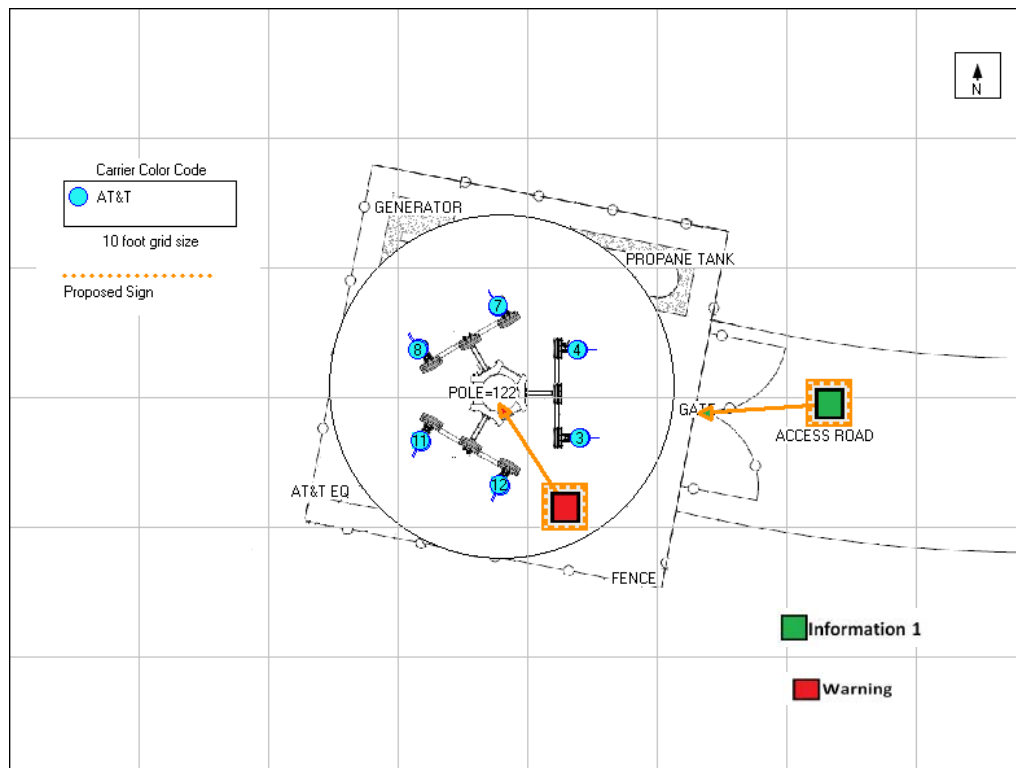 N
Carrier Color Code
AT&T
10 foot grid size
Proposed Sign
GENERATOR
PROPANE TANK
7
8
4
POLE=122'
GATE
ACCESS ROAD
11
3
12
AT&T EQ
FENCE
Information 1
Warning